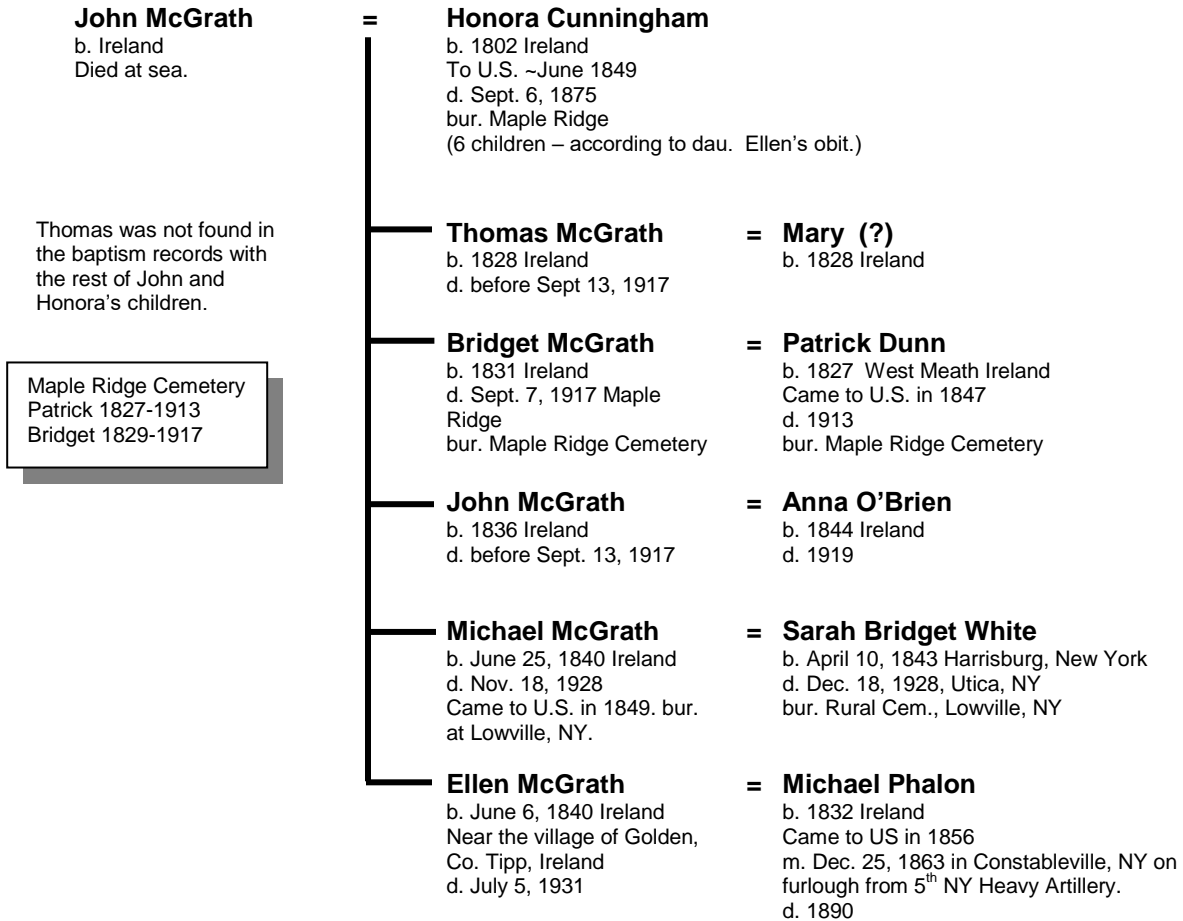 John McGrath = Honora Cunningham
b. Ireland
Died at sea.
b. 1802 Ireland
To U.S. ~June 1849
d. Sept. 6, 1875
bur. Maple Ridge
(6 children – according to dau. Ellen's obit.)
Thomas was not found in
the baptism records with
the rest of John and
Honora's children.
Thomas McGrath = Mary (?)
b. 1828 Ireland
d. before Sept 13, 1917
b. 1828 Ireland
Maple Ridge Cemetery
Patrick 1827-1913
Bridget 1829-1917
Bridget McGrath = Patrick Dunn
b. 1831 Ireland
d. Sept. 7, 1917 Maple
Ridge
bur. Maple Ridge Cemetery
b. 1827 West Meath Ireland
Came to U.S. in 1847
d. 1913
bur. Maple Ridge Cemetery
John McGrath = Anna O'Brien
b. 1836 Ireland
d. before Sept. 13, 1917
b. 1844 Ireland
d. 1919
Michael McGrath = Sarah Bridget White
b. June 25, 1840 Ireland
d. Nov. 18, 1928
Came to U.S. in 1849. bur.
at Lowville, NY.
b. April 10, 1843 Harrisburg, New York
d. Dec. 18, 1928, Utica, NY
bur. Rural Cem., Lowville, NY
Ellen McGrath = Michael Phalon
b. June 6, 1840 Ireland
Near the village of Golden,
Co. Tipp, Ireland
d. July 5, 1931
b. 1832 Ireland
Came to US in 1856
m. Dec. 25, 1863 in Constableville, NY on
furlough from 5th NY Heavy Artillery.
d. 1890